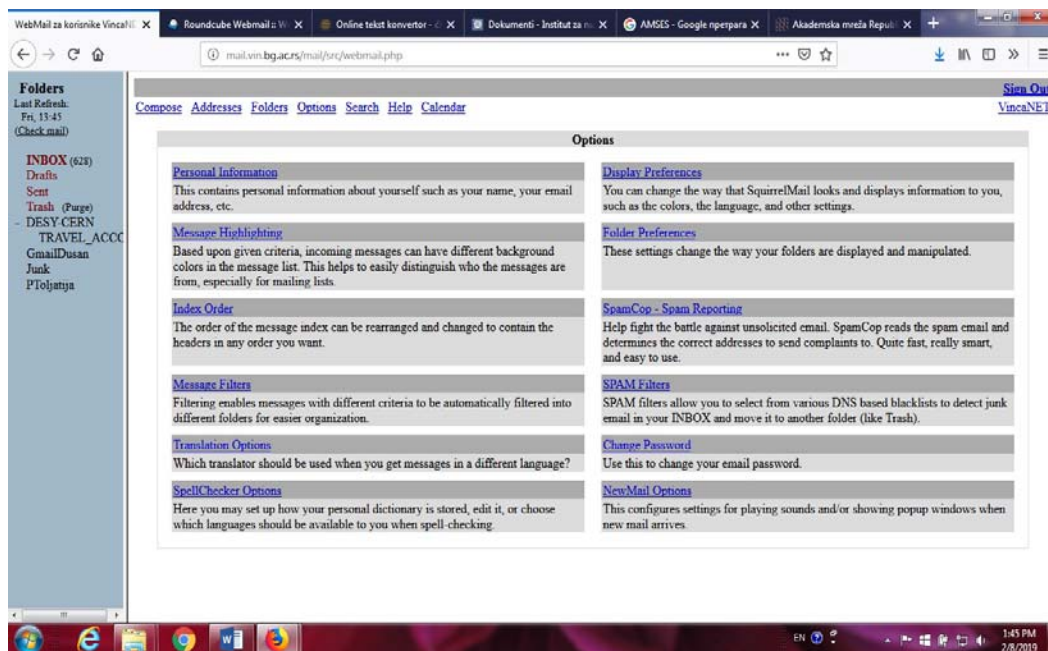 WebMail za korisnike VincaNE
Roundcube Webmail :: W
Online tekst konvertor - ć
Dokumenti - Institut za n
AMSES - Google претрага
Akademska mreža Republ
mail.vin.bg.ac.rs/mail/src/webmail.php
Folders
Last Refresh:
Fri, 13:45
(Check mail)
INBOX (628)
Drafts
Sent
Trash (Purge)
- DESY-CERN
TRAVEL_ACCC
GmailDusan
Junk
PToljatija
Sign Out
Compose Addresses Folders Options Search Help Calendar
VincaNET
Options
Personal Information
This contains personal information about yourself such as your name, your email
address, etc.
Display Preferences
You can change the way that SquirrelMail looks and displays information to you,
such as the colors, the language, and other settings.
Message Highlighting
Based upon given criteria, incoming messages can have different background
colors in the message list. This helps to easily distinguish who the messages are
from, especially for mailing lists.
Folder Preferences
These settings change the way your folders are displayed and manipulated.
Index Order
The order of the message index can be rearranged and changed to contain the
headers in any order you want.
SpamCop - Spam Reporting
Help fight the battle against unsolicited email. SpamCop reads the spam email and
determines the correct addresses to send complaints to. Quite fast, really smart,
and easy to use.
Message Filters
Filtering enables messages with different criteria to be automatically filtered into
different folders for easier organization.
SPAM Filters
SPAM filters allow you to select from various DNS based blacklists to detect junk
email in your INBOX and move it to another folder (like Trash).
Translation Options
Which translator should be used when you get messages in a different language?
Change Password
Use this to change your email password.
SpellChecker Options
Here you may set up how your personal dictionary is stored, edit it, or choose
which languages should be available to you when spell-checking.
NewMail Options
This configures settings for playing sounds and/or showing popup windows when
new mail arrives.
EN
1:45 PM
2/8/2019